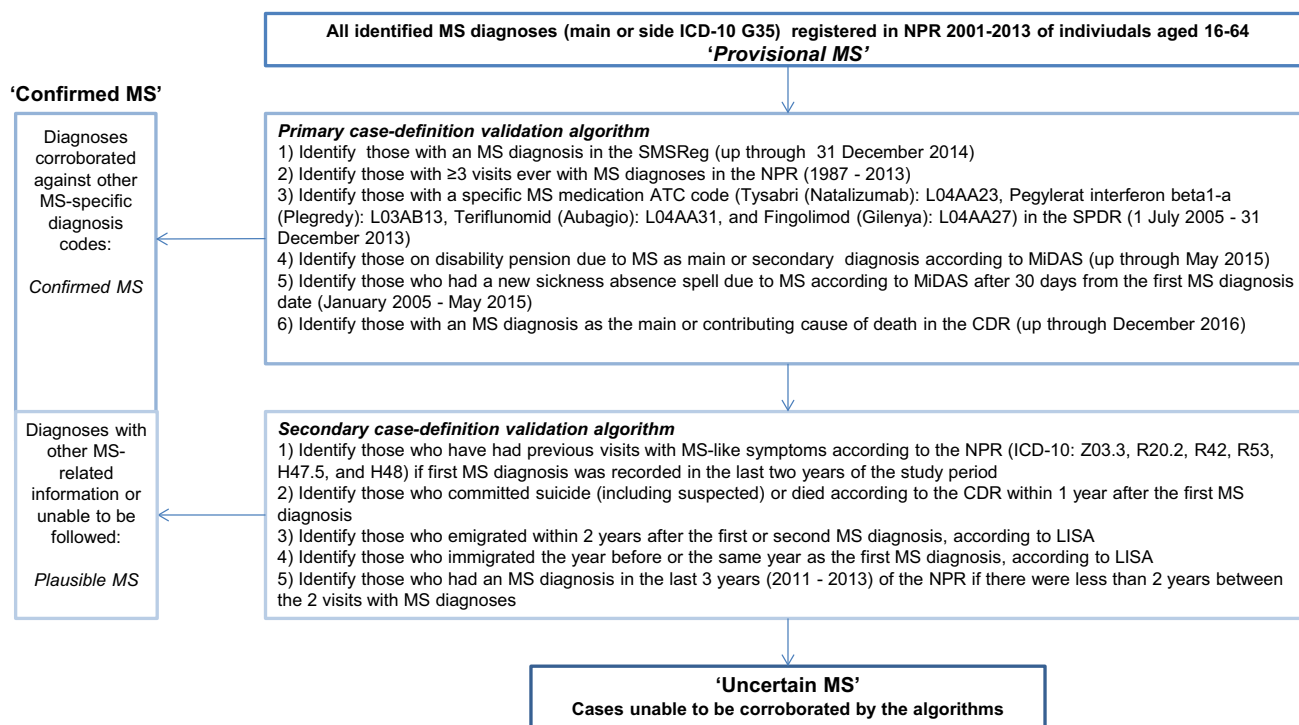 All identified MS diagnoses (main or side ICD-10 G35) registered in NPR 2001-2013 of indiviudals aged 16-64
‘Provisional MS’
‘Confirmed MS’
Diagnoses
corroborated
against other
MS-specific
diagnosis
codes:
Confirmed MS
Primary case-definition validation algorithm
1) Identify those with an MS diagnosis in the SMSReg (up through 31 December 2014)
2) Identify those with ≥3 visits ever with MS diagnoses in the NPR (1987 - 2013)
3) Identify those with a specific MS medication ATC code (Tysabri (Natalizumab): L04AA23, Pegylerat interferon beta1-a
(Plegredy): L03AB13, Teriflunomid (Aubagio): L04AA31, and Fingolimod (Gilenya): L04AA27) in the SPDR (1 July 2005 - 31
December 2013)
4) Identify those on disability pension due to MS as main or secondary diagnosis according to MiDAS (up through May 2015)
5) Identify those who had a new sickness absence spell due to MS according to MiDAS after 30 days from the first MS diagnosis
date (January 2005 - May 2015)
6) Identify those with an MS diagnosis as the main or contributing cause of death in the CDR (up through December 2016)
Diagnoses with
other MS-
related
information or
unable to be
followed:
Plausible MS
Secondary case-definition validation algorithm
1) Identify those who have had previous visits with MS-like symptoms according to the NPR (ICD-10: Z03.3, R20.2, R42, R53,
H47.5, and H48) if first MS diagnosis was recorded in the last two years of the study period
2) Identify those who committed suicide (including suspected) or died according to the CDR within 1 year after the first MS
diagnosis
3) Identify those who emigrated within 2 years after the first or second MS diagnosis, according to LISA
4) Identify those who immigrated the year before or the same year as the first MS diagnosis, according to LISA
5) Identify those who had an MS diagnosis in the last 3 years (2011 - 2013) of the NPR if there were less than 2 years between
the 2 visits with MS diagnoses
‘Uncertain MS’
Cases unable to be corroborated by the algorithms